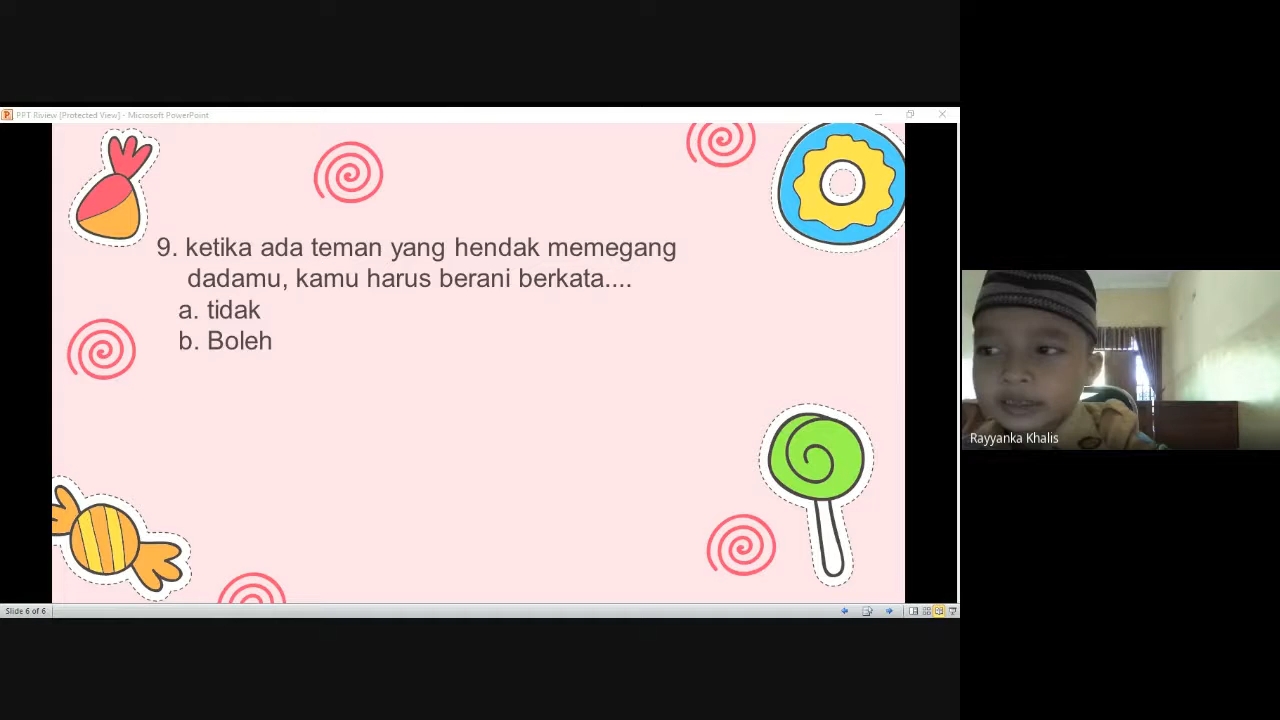 PPT Riview [Protected View] - Microsoft PowerPoint
9. ketika ada teman yang hendak memegang
dadamu, kamu harus berani berkata....
a. tidak
b. Boleh
Rayyanka Khalis
Slide 6 of 6